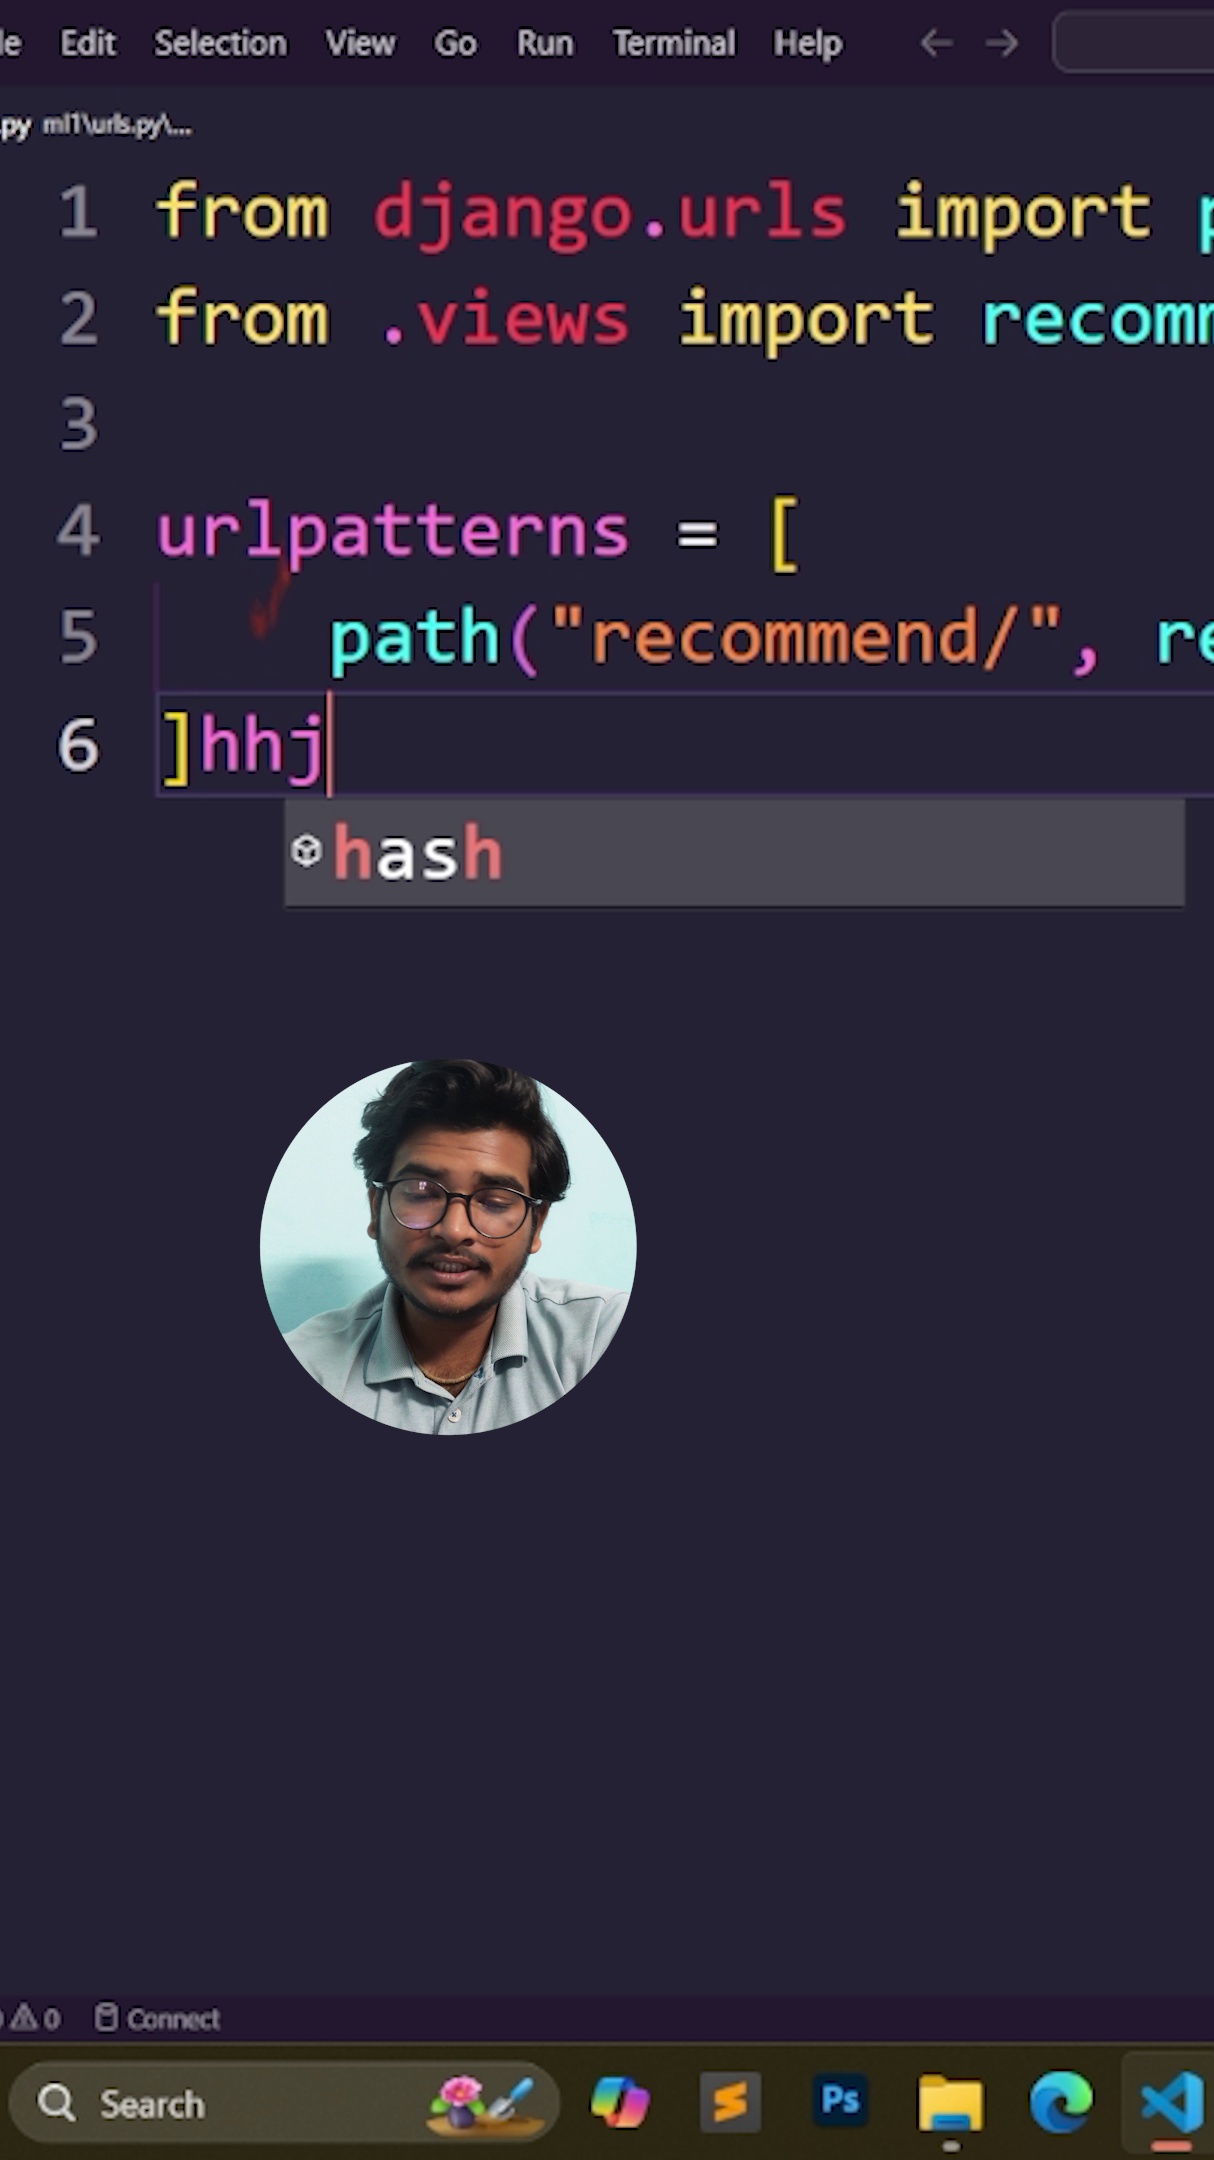 Edit Selection View Go Run Terminal Help
.py ml1\urls.py\...
1 from django.urls import
2 from .views import recomm
3
4 urlpatterns = [
5 path("recommend/", re
6 ]hhj
hash
0 Connect
Search
Ps